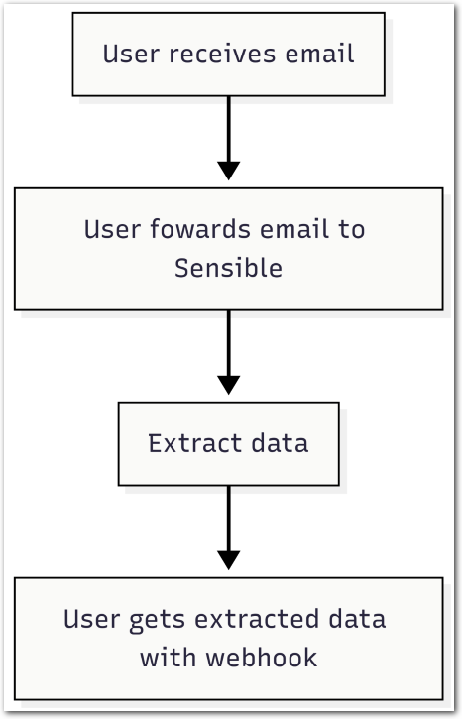 User receives email
User fowards email to
Sensible
Extract data
User gets extracted data
with webhook